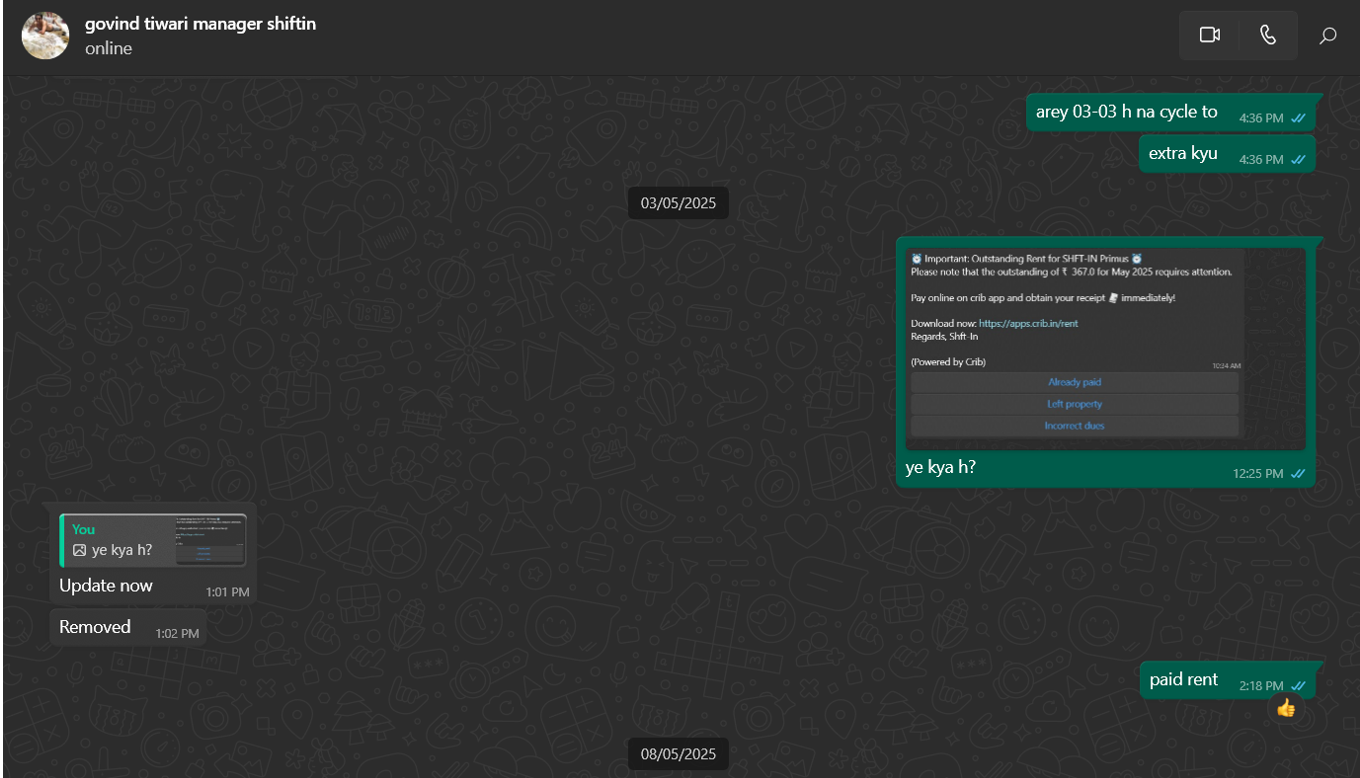 govind tiwari manager shiftin
online
arey 03-03 h na cycle to 4:36 PM
extra kyu 4:36 PM
03/05/2025
⏰ Important: Outstanding Rent for SHFT-IN Primus ⏰
Please note that the outstanding of ₹ 367.0 for May 2025 requires attention.
Pay online on crib app and obtain your receipt 🧾 immediately!
Download now: https://apps.crib.in/rent
Regards, Shft-In
(Powered by Crib)
10:34 AM
Already paid
Left property
Incorrect dues
ye kya h? 12:25 PM
You
ye kya h?
Update now 1:01 PM
Removed 1:02 PM
paid rent 2:18 PM
👍
08/05/2025